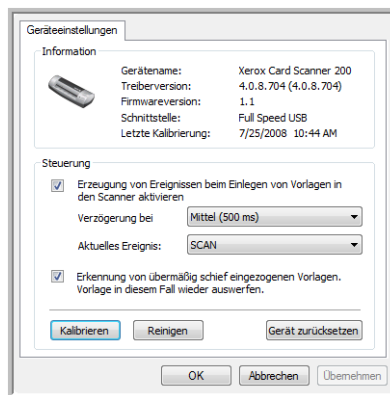 Geräteeinstellungen
Information
Gerätename: Xerox Card Scanner 200
Treiberversion: 4.0.8.704 (4.0.8.704)
Firmwareversion: 1.1
Schnittstelle: Full Speed USB
Letzte Kalibrierung: 7/25/2008 10:44 AM
Steuerung
Erzeugung von Ereignissen beim Einlegen von Vorlagen in
den Scanner aktivieren
Verzögerung bei Mittel (500 ms)
Aktuelles Ereignis: SCAN
Erkennung von übermäßig schief eingezogenen Vorlagen.
Vorlage in diesem Fall wieder auswerfen.
Kalibrieren Reinigen Gerät zurücksetzen
OK Abbrechen Übernehmen